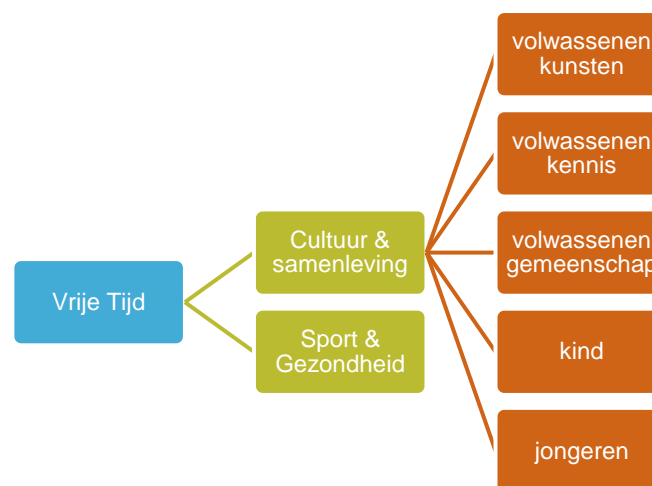 Vrije Tijd
Cultuur &
samenleving
Sport &
Gezondheid
volwassenen
kunsten
volwassenen
kennis
volwassenen
gemeenschap
kind
jongeren